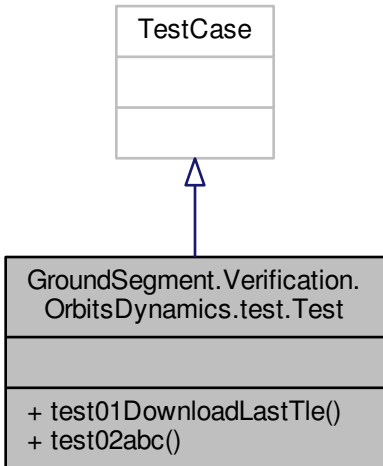 TestCase
GroundSegment.Verification.
OrbitsDynamics.test.Test
+ test01DownloadLastTle()
+ test02abc()